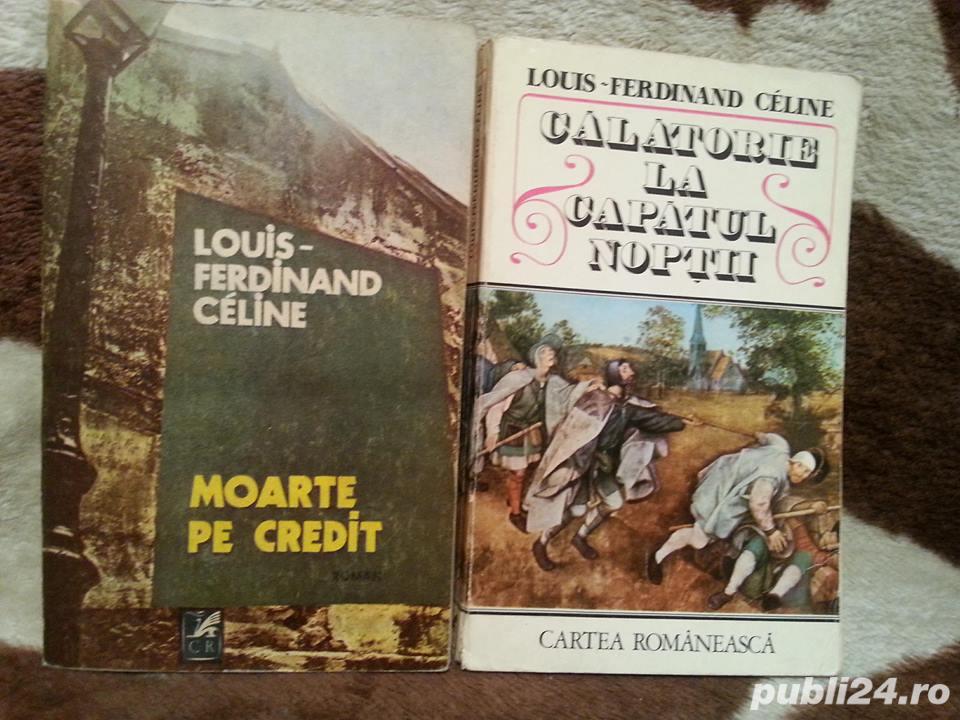 LOUIS-
FERDINAND
CÉLINE
MOARTE
PE CREDIT
ROMAN
CR
LOUIS-FERDINAND CÉLINE
CĂLĂTORIE
LA
CAPĂTUL
NOPȚII
CARTEA ROMÂNEASCĂ
publi24.ro